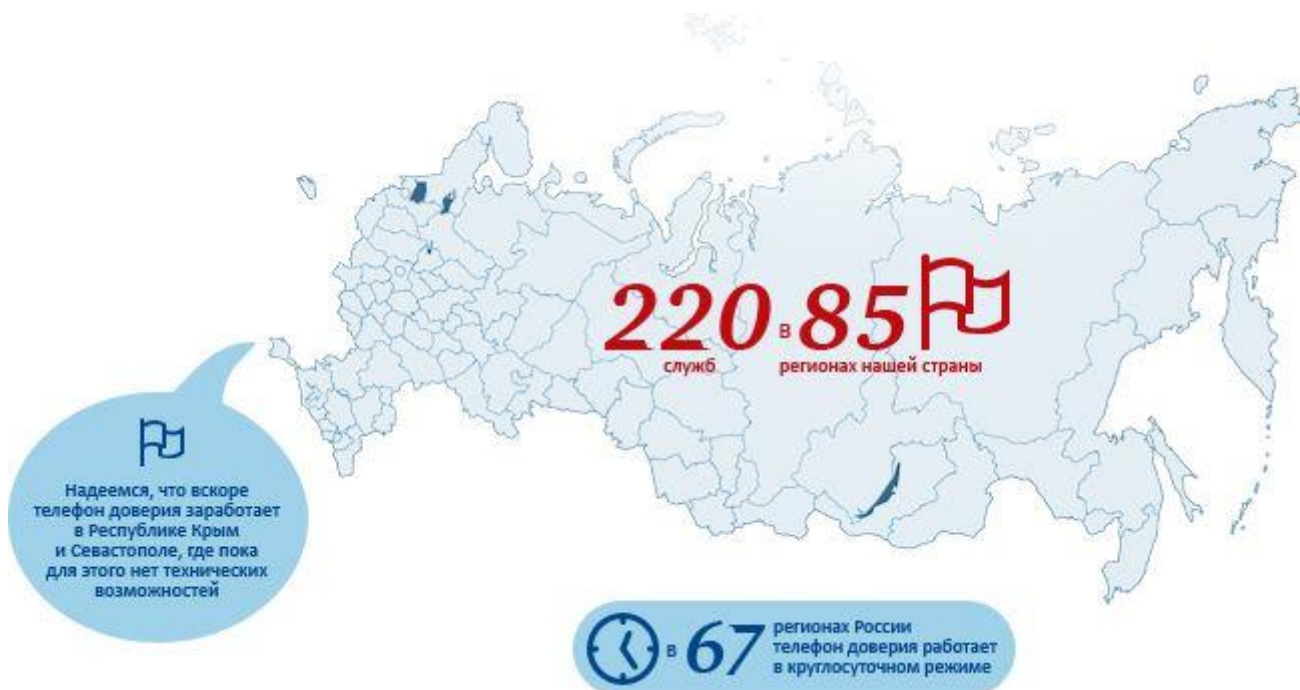 220 в 85
служб
регионах нашей страны
Надеемся, что вскоре
телефон доверия заработает
в Республике Крым
и Севастополе, где пока
для этого нет технических
возможностей
в 67
регионах России
телефон доверия работает
в круглосуточном режиме